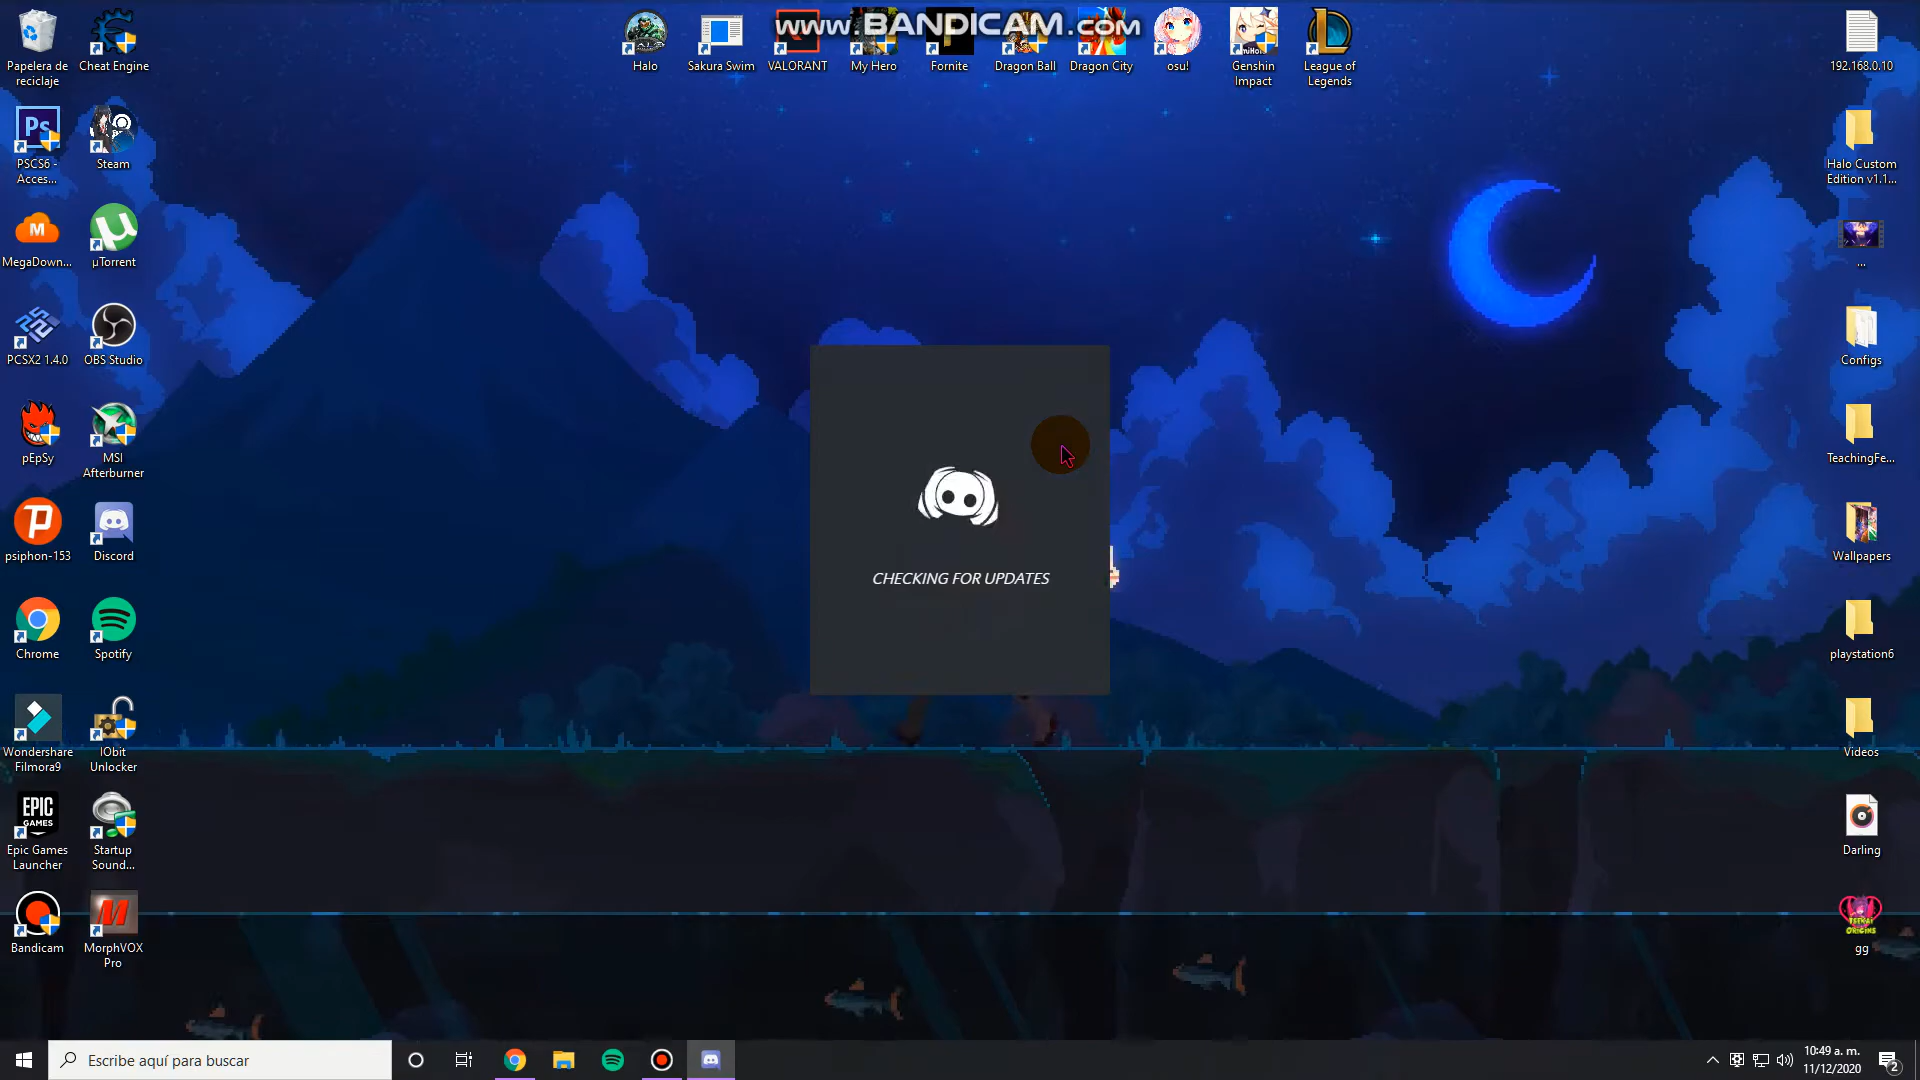 www.BANDICAM.com
Papelera de
reciclaje
Cheat Engine
Halo
Sakura Swim
VALORANT
My Hero
Fornite
Dragon Ball
Dragon City
osu!
Genshin
Impact
League of
Legends
192.168.0.10
Ps
PSCS6 -
Acces...
Steam
Halo Custom
Edition v1.1...
M
MegaDown...
µ
µTorrent
...
PCSX2 1.4.0
OBS Studio
Configs
pEpSy
MSI
Afterburner
TeachingFe...
psiphon-153
Discord
CHECKING FOR UPDATES
Wallpapers
Chrome
Spotify
playstation6
Wondershare
Filmora9
IObit
Unlocker
Videos
EPIC
GAMES
Epic Games
Launcher
Startup
Sound...
Darling
Bandicam
MorphVOX
Pro
gg
Escribe aquí para buscar
10:49 a. m.
11/12/2020
2